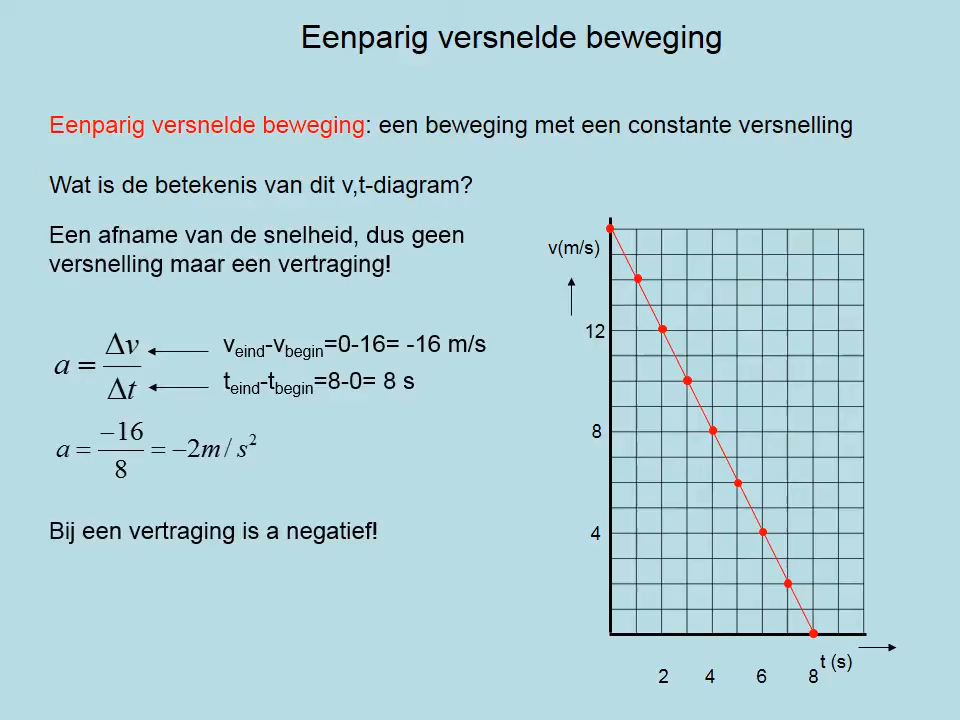 Eenparig versnelde beweging
Eenparig versnelde beweging: een beweging met een constante versnelling
Wat is de betekenis van dit v,t-diagram?
Een afname van de snelheid, dus geen
versnelling maar een vertraging!
a = Δv/Δt
veind-vbegin=0-16= -16 m/s
teind-tbegin=8-0= 8 s
a = −16/8 = −2m/s²
Bij een vertraging is a negatief!
v(m/s)
12
8
4
t (s)
2 4 6 8